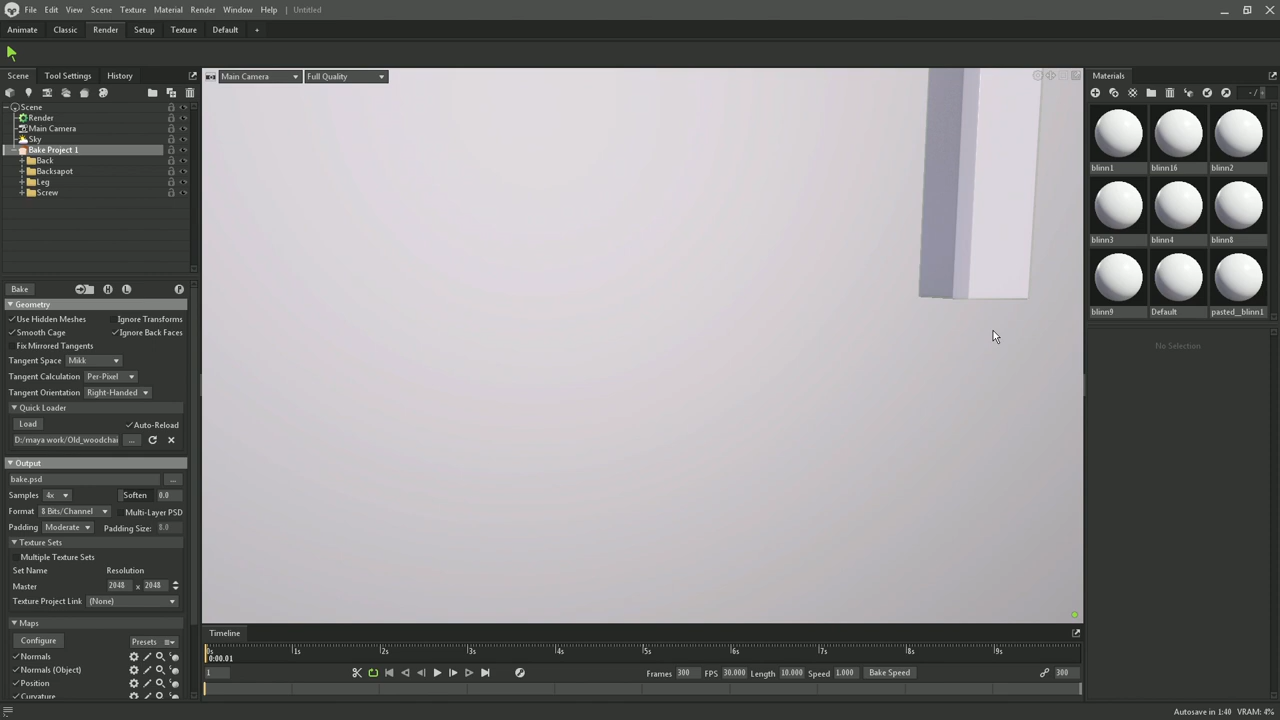 File Edit View Scene Texture Material Render Window Help Untitled
Animate Classic Render Setup Texture Default +
Scene Tool Settings History
Main Camera Full Quality
Materials
- /
Scene
Render
Main Camera
Sky
Bake Project 1
Back
Backsapot
Leg
Screw
blinn1 blinn16 blinn2
blinn3 blinn4 blinn8
blinn9 Default pasted__blinn1
No Selection
Bake H L P
Geometry
Use Hidden Meshes Ignore Transforms
Smooth Cage Ignore Back Faces
Fix Mirrored Tangents
Tangent Space Mikk
Tangent Calculation Per-Pixel
Tangent Orientation Right-Handed
Quick Loader
Load Auto-Reload
D:/maya work/Old_woodchai ...
Output
bake.psd ...
Samples 4x Soften 0.0
Format 8 Bits/Channel Multi-Layer PSD
Padding Moderate Padding Size: 8.0
Texture Sets
Multiple Texture Sets
Set Name Resolution
Master 2048 x 2048
Texture Project Link (None)
Maps
Configure Presets
Normals
Normals (Object)
Position
Curvature
Timeline
0s 1s 2s 3s 4s 5s 6s 7s 8s 9s
0:00.01
1 Frames 300 FPS 30.000 Length 10.000 Speed 1.000 Bake Speed 300
Autosave in 1:40 VRAM: 4%